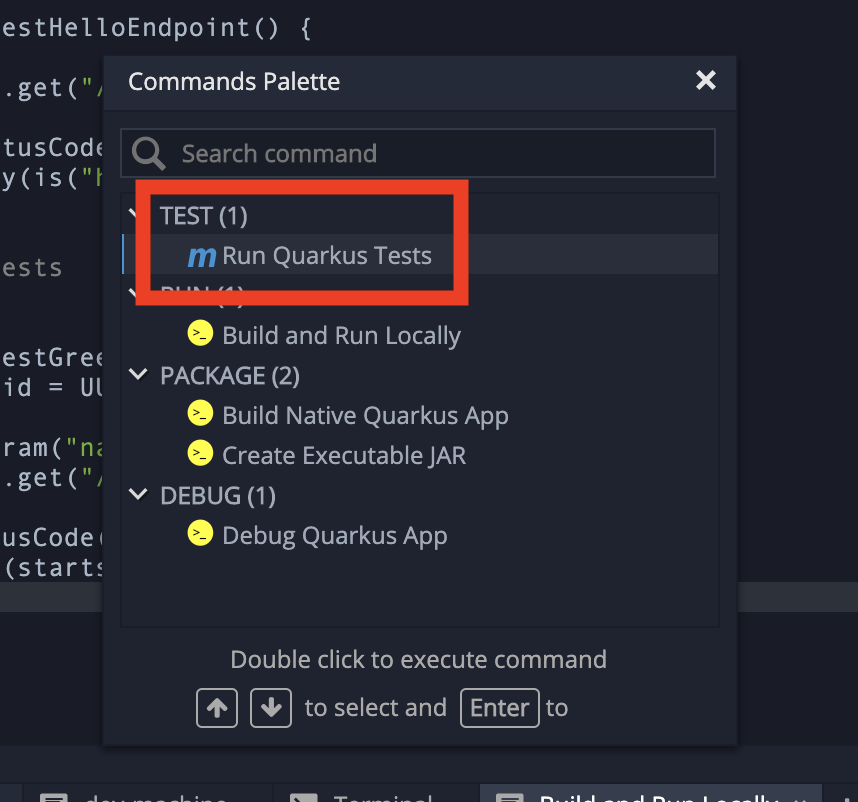 estHelloEndpoint() {
Commands Palette
.get("/
Search command
tusCode
y(is("h
TEST (1)
Run Quarkus Tests
ests
RUN (1)
Build and Run Locally
estGree
PACKAGE (2)
id = UU
Build Native Quarkus App
ram("na
Create Executable JAR
.get("/
DEBUG (1)
usCode(
Debug Quarkus App
(starts
Double click to execute command
to select and Enter to
dev-machine
Terminal
Build and Run Locally